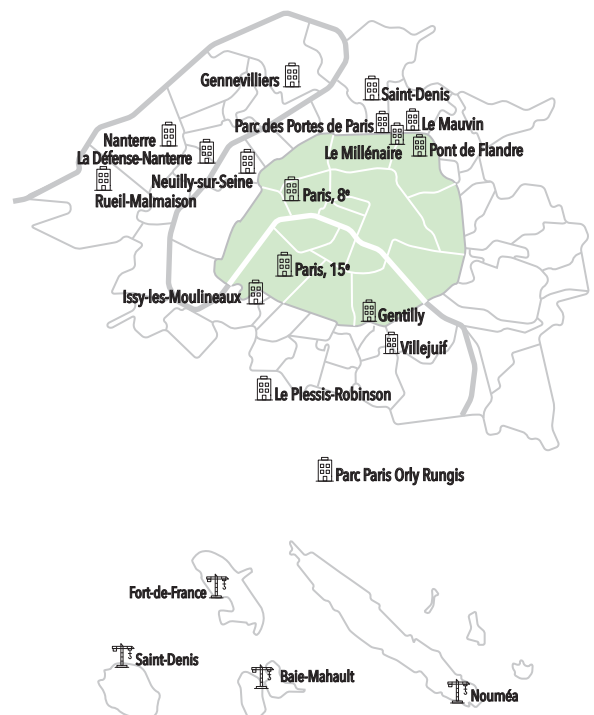 Gennevilliers
Saint-Denis
Parc des Portes de Paris
Le Mauvin
Nanterre
Le Millénaire
Pont de Flandre
La Défense-Nanterre
Neuilly-sur-Seine
Rueil-Malmaison
Paris, 8e
Paris, 15e
Issy-les-Moulineaux
Gentilly
Villejuif
Le Plessis-Robinson
Parc Paris Orly Rungis
Fort-de-France
Saint-Denis
Baie-Mahault
Nouméa